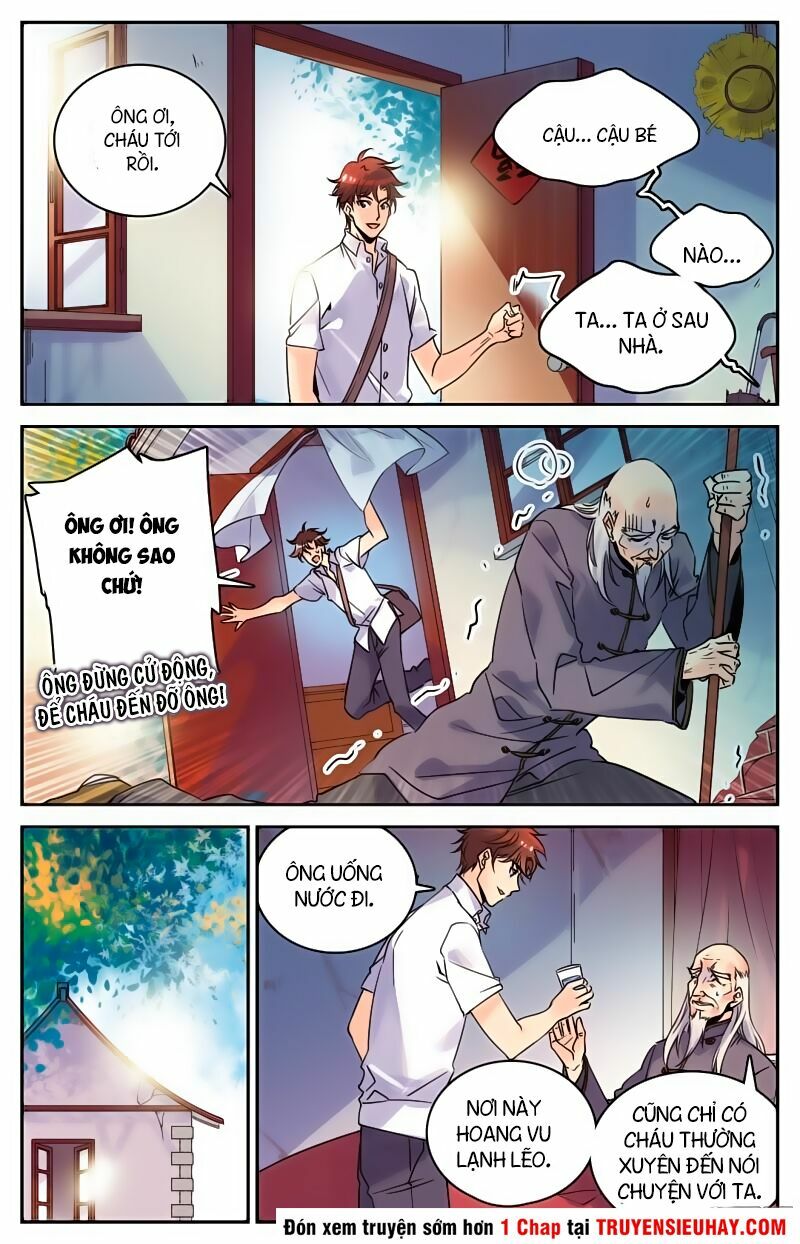 ÔNG ƠI,
CHÁU TỚI
RỒI.
CẬU... CẬU BÉ
NÀO...
TA... TA Ở SAU
NHÀ.
ÔNG ƠI! ÔNG
KHÔNG SAO
CHỨ!
ÔNG ĐỪNG CỬ ĐỘNG,
ĐỂ CHÁU ĐẾN ĐỠ ÔNG!
ÔNG UỐNG
NƯỚC ĐI.
NƠI NÀY
HOANG VU
LẠNH LẼO.
CŨNG CHỈ CÓ
CHÁU THƯỜNG
XUYÊN ĐẾN NÓI
CHUYỆN VỚI TA.
Đón xem truyện sớm hơn 1 Chap tại TRUYENSIEUHAY.COM